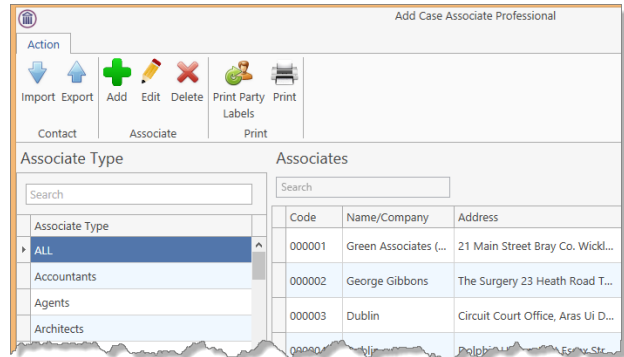 Add Case Associate Professional
Action
Import Export Add Edit Delete Print Party Labels Print
Contact Associate Print
Associate Type
Search
Associate Type
ALL
Accountants
Agents
Architects
Associates
Search
Code Name/Company Address
000001 Green Associates (... 21 Main Street Bray Co. Wickl...
000002 George Gibbons The Surgery 23 Heath Road T...
000003 Dublin Circuit Court Office, Aras Ui D...